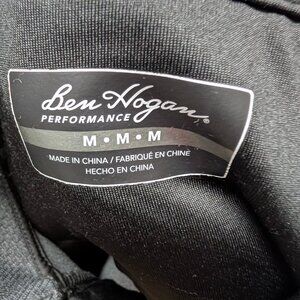 Ben Hogan®
PERFORMANCE
M • M • M
MADE IN CHINA / FABRIQUÉ EN CHINE
HECHO EN CHINA